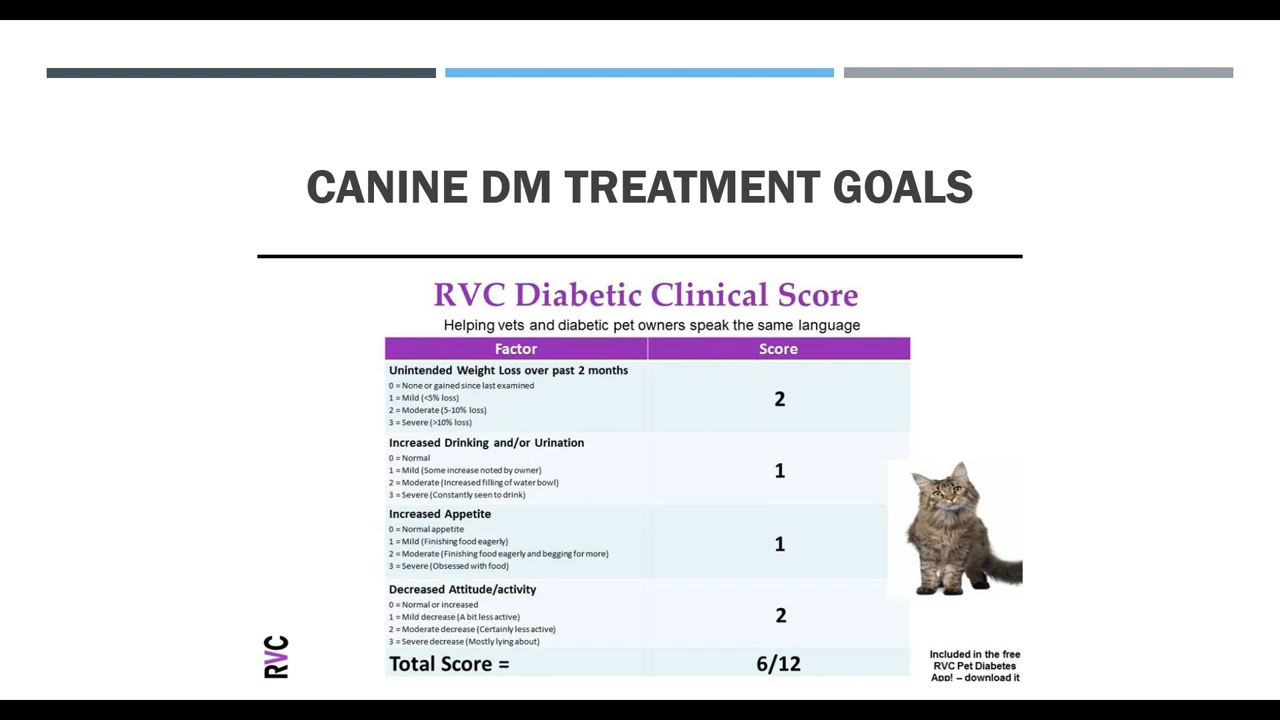 CANINE DM TREATMENT GOALS
RVC Diabetic Clinical Score
Helping vets and diabetic pet owners speak the same language
Factor Score
Unintended Weight Loss over past 2 months
0 = None or gained since last examined
1 = Mild (<5% loss)
2 = Moderate (5-10% loss)
3 = Severe (>10% loss)
2
Increased Drinking and/or Urination
0 = Normal
1 = Mild (Some increase noted by owner)
2 = Moderate (Increased filling of water bowl)
3 = Severe (Constantly seen to drink)
1
Increased Appetite
0 = Normal appetite
1 = Mild (Finishing food eagerly)
2 = Moderate (Finishing food eagerly and begging for more)
3 = Severe (Obsessed with food)
1
Decreased Attitude/activity
0 = Normal or increased
1 = Mild decrease (A bit less active)
2 = Moderate decrease (Certainly less active)
3 = Severe decrease (Mostly lying about)
2
Total Score = 6/12
RVC
Included in the free
RVC Pet Diabetes
App! – download it